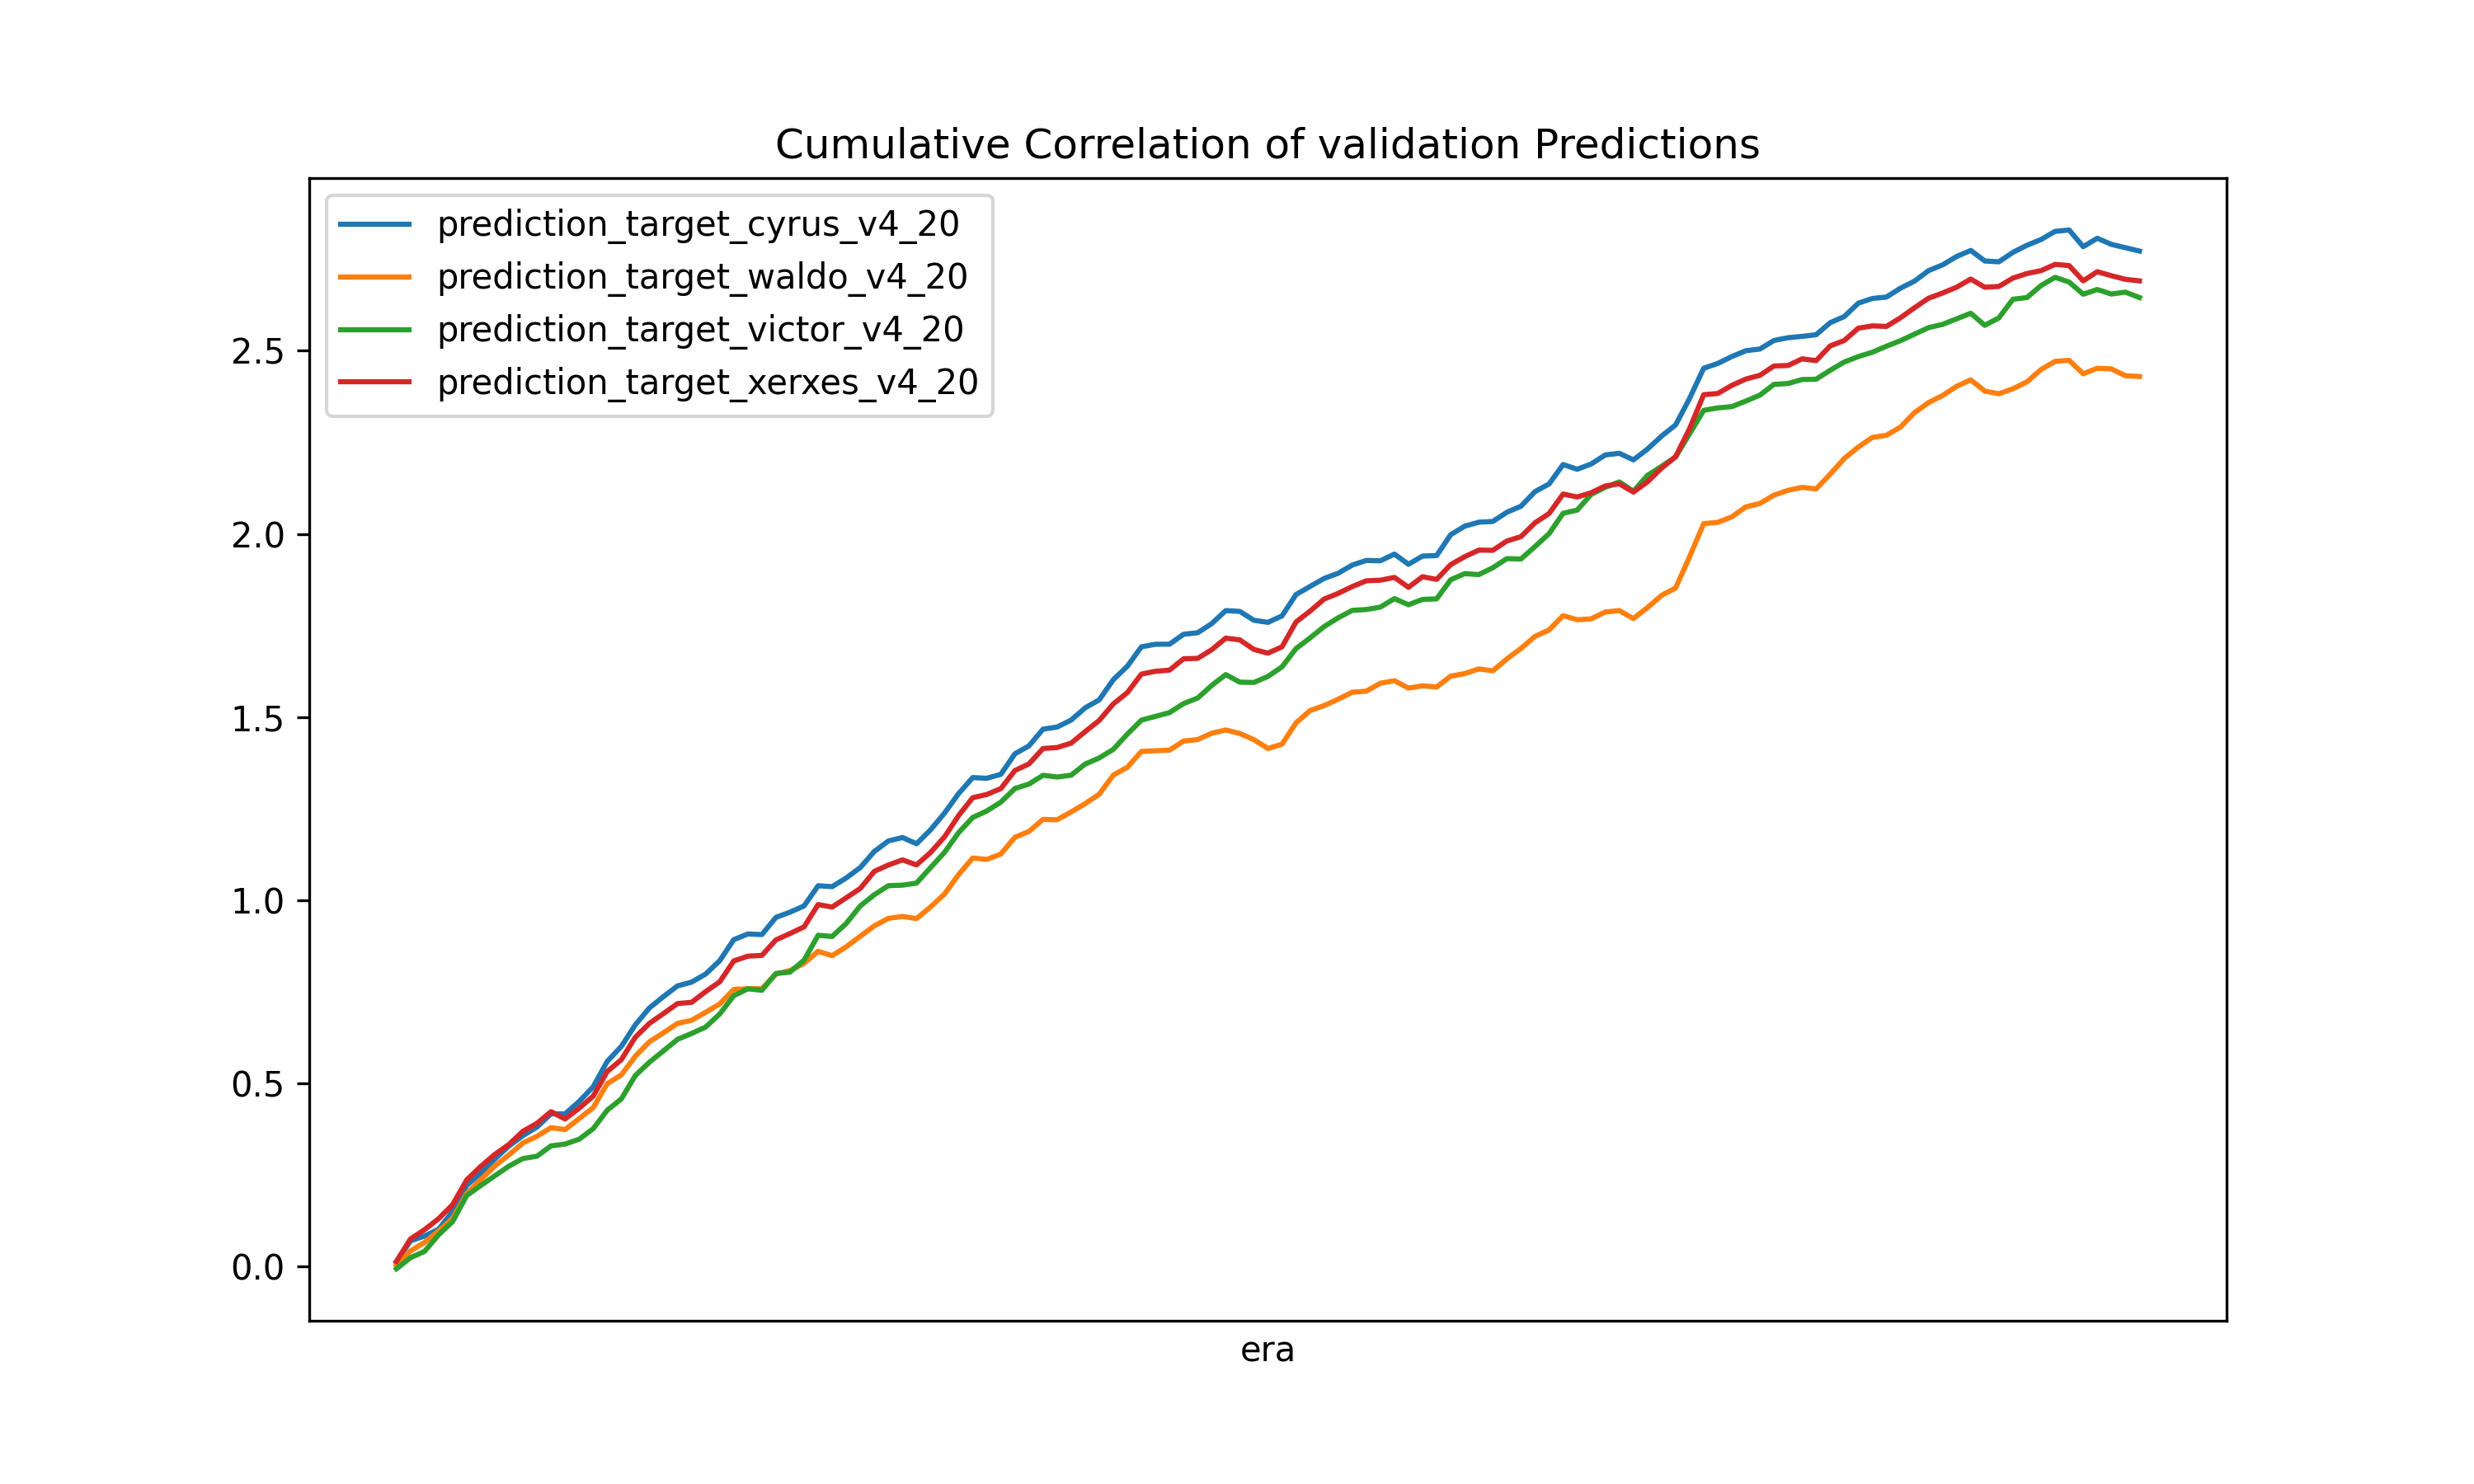 Cumulative Correlation of validation Predictions
prediction_target_cyrus_v4_20
prediction_target_waldo_v4_20
prediction_target_victor_v4_20
prediction_target_xerxes_v4_20
2.5
2.0
1.5
1.0
0.5
0.0
era